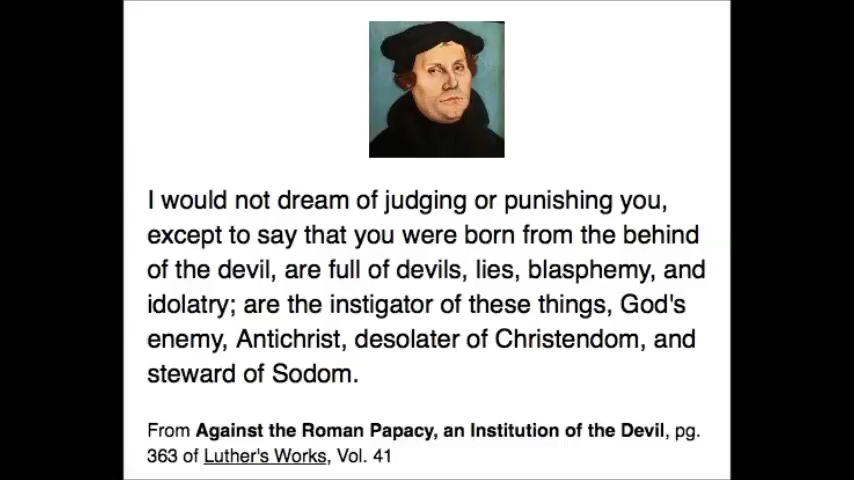 I would not dream of judging or punishing you,
except to say that you were born from the behind
of the devil, are full of devils, lies, blasphemy, and
idolatry; are the instigator of these things, God's
enemy, Antichrist, desolater of Christendom, and
steward of Sodom.
From Against the Roman Papacy, an Institution of the Devil, pg.
363 of Luther's Works, Vol. 41